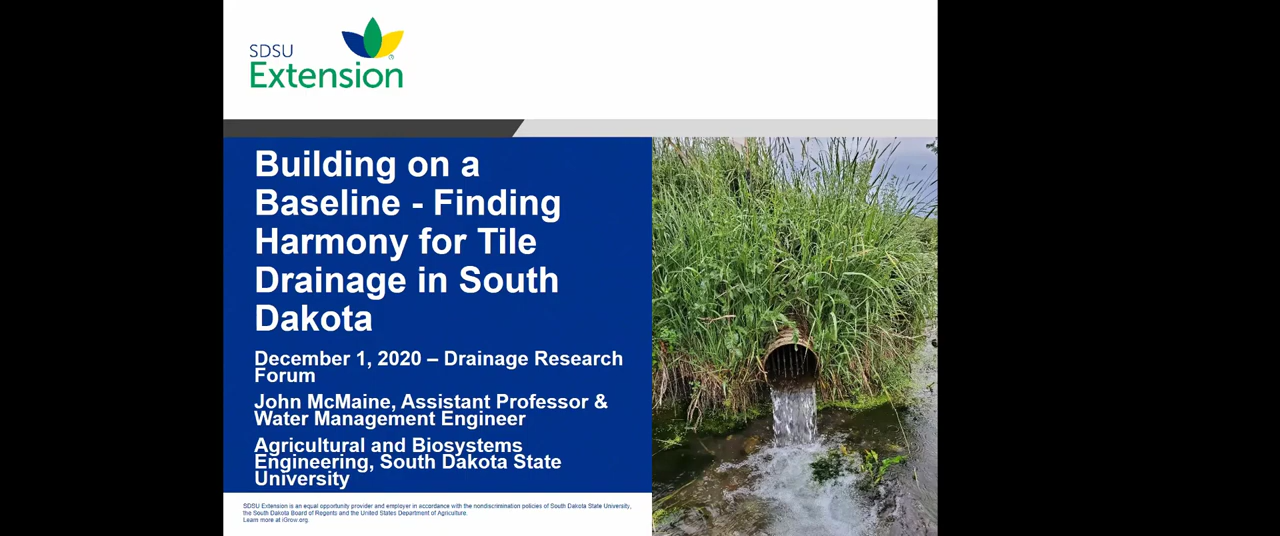 SDSU
Extension
Building on a
Baseline - Finding
Harmony for Tile
Drainage in South
Dakota
December 1, 2020 – Drainage Research
Forum
John McMaine, Assistant Professor &
Water Management Engineer
Agricultural and Biosystems
Engineering, South Dakota State
University
SDSU Extension is an equal opportunity provider and employer in accordance with the nondiscrimination policies of South Dakota State University,
the South Dakota Board of Regents and the United States Department of Agriculture.
Learn more at iGrow.org.